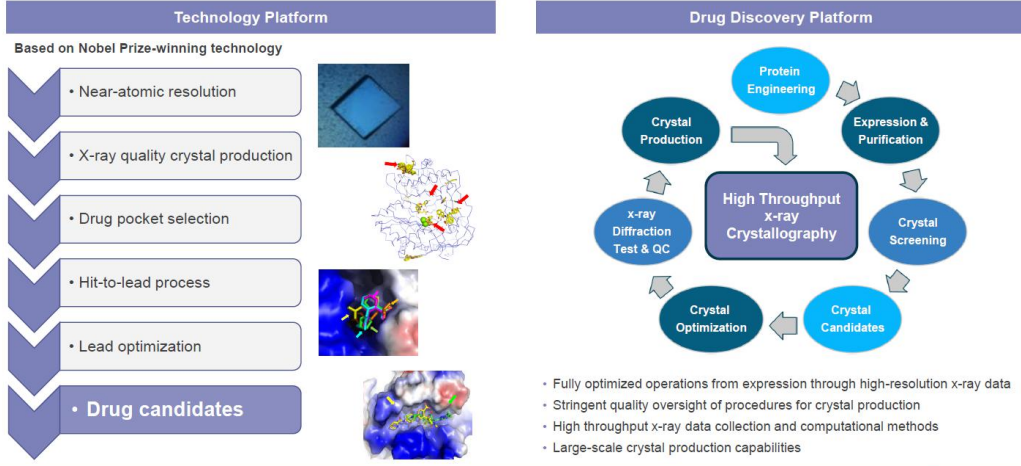 Technology Platform
Based on Nobel Prize-winning technology
• Near-atomic resolution
• X-ray quality crystal production
• Drug pocket selection
• Hit-to-lead process
• Lead optimization
• Drug candidates
Drug Discovery Platform
Protein
Engineering
Expression &
Purification
Crystal
Screening
Crystal
Candidates
Crystal
Optimization
x-ray
Diffraction
Test & QC
Crystal
Production
High Throughput
x-ray
Crystallography
• Fully optimized operations from expression through high-resolution x-ray data
• Stringent quality oversight of procedures for crystal production
• High throughput x-ray data collection and computational methods
• Large-scale crystal production capabilities